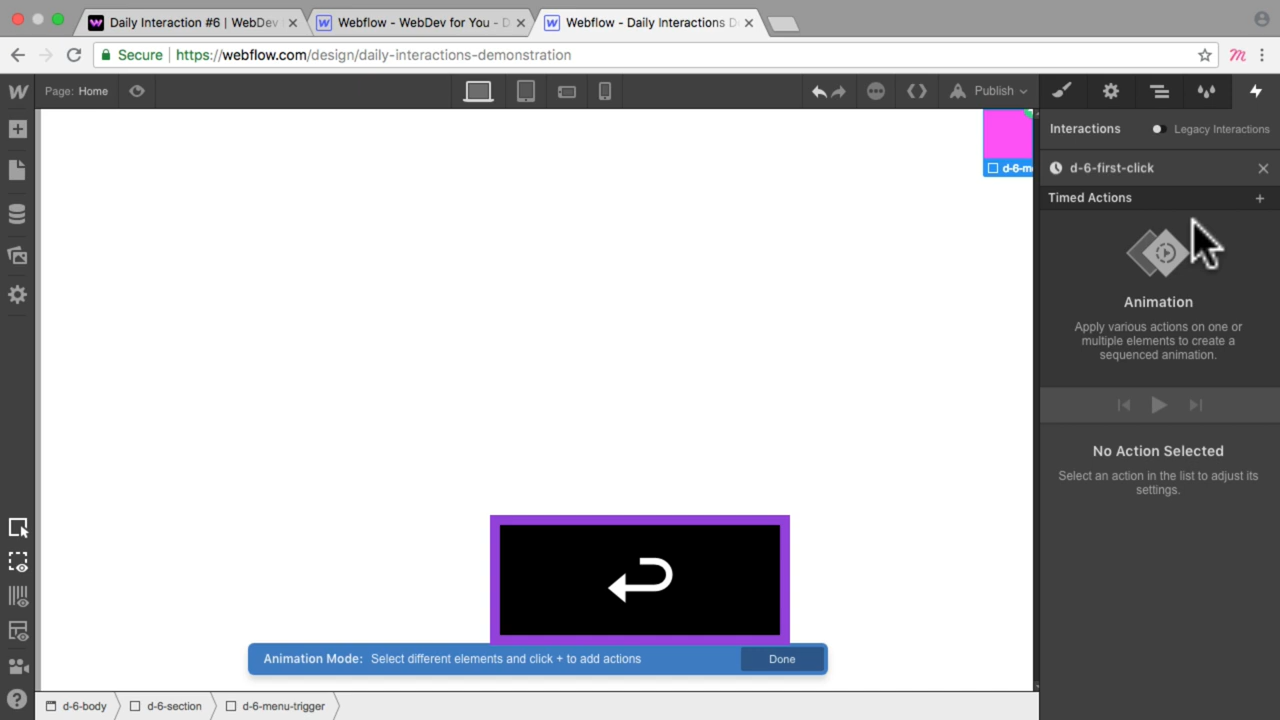 Daily Interaction #6 | WebDev
Webflow - WebDev for You - D
Webflow - Daily Interactions D
Secure
https://webflow.com/design/daily-interactions-demonstration
Page: Home
Publish
Interactions
Legacy Interactions
d-6-first-click
Timed Actions
d-6-m
Animation
Apply various actions on one or
multiple elements to create a
sequenced animation.
No Action Selected
Select an action in the list to adjust its
settings.
Animation Mode: Select different elements and click + to add actions
Done
d-6-body
d-6-section
d-6-menu-trigger